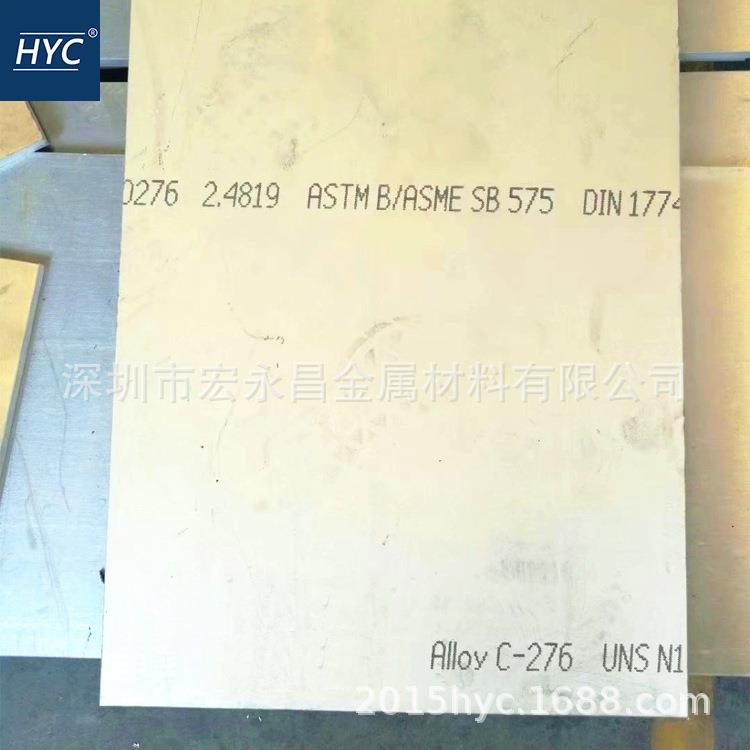 HYC®
0276 2.4819 ASTM B/ASME SB 575 DIN 1774
深圳市宏永昌金属材料有限公司
Alloy C-276 UNS N1
2015hyc.1688.com